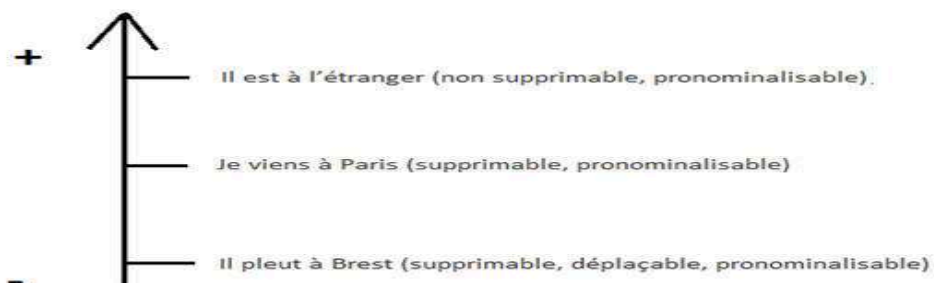 +
Il est à l’étranger (non supprimable, pronominalisable).
Je viens à Paris (supprimable, pronominalisable)
Il pleut à Brest (supprimable, déplaçable, pronominalisable)
-